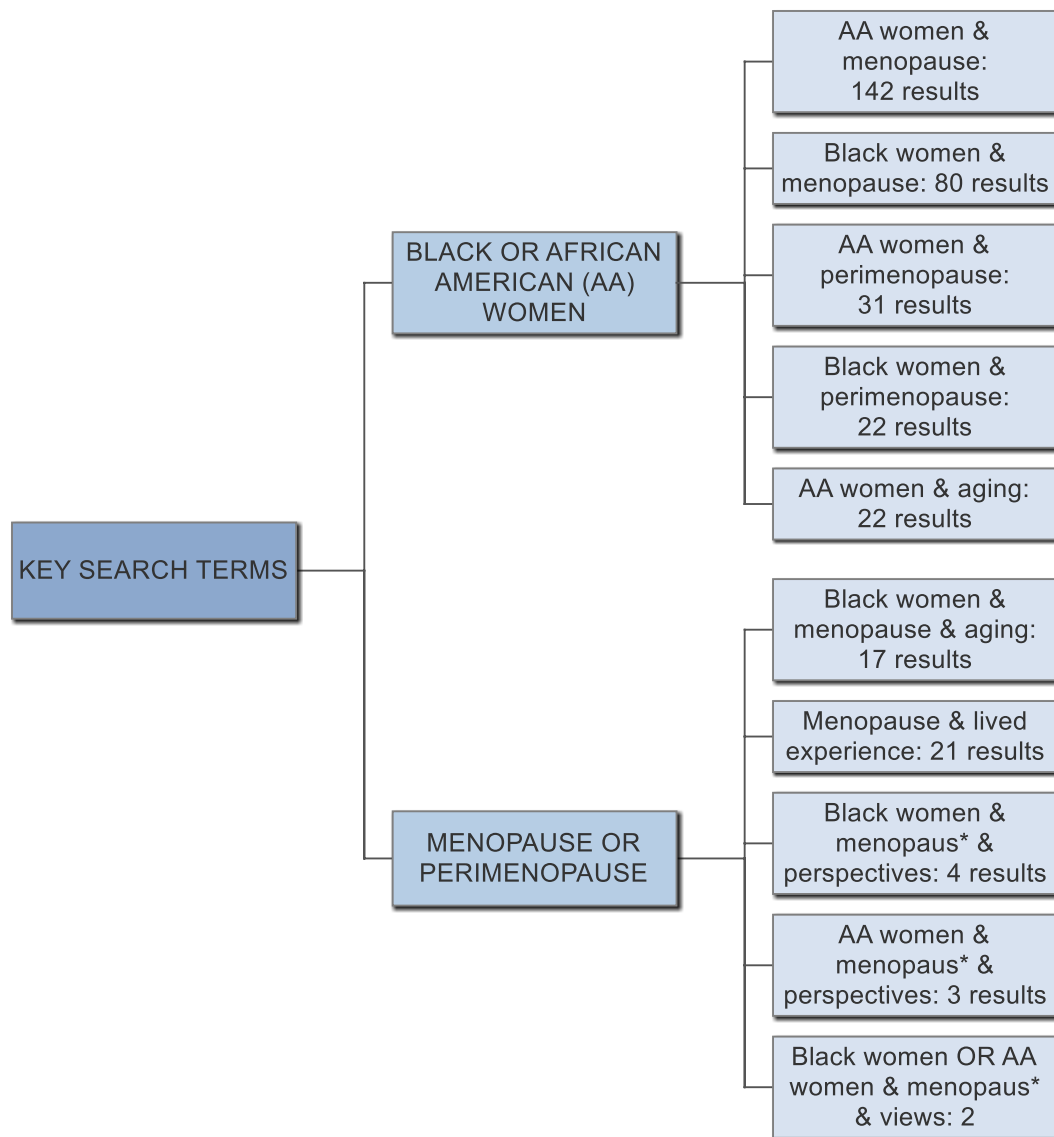 KEY SEARCH TERMS
BLACK OR AFRICAN
AMERICAN (AA)
WOMEN
AA women &
menopause:
142 results
Black women &
menopause: 80 results
AA women &
perimenopause:
31 results
Black women &
perimenopause:
22 results
AA women & aging:
22 results
MENOPAUSE OR
PERIMENOPAUSE
Black women &
menopause & aging:
17 results
Menopause & lived
experience: 21 results
Black women &
menopaus* &
perspectives: 4 results
AA women &
menopaus* &
perspectives: 3 results
Black women OR AA
women & menopaus*
& views: 2